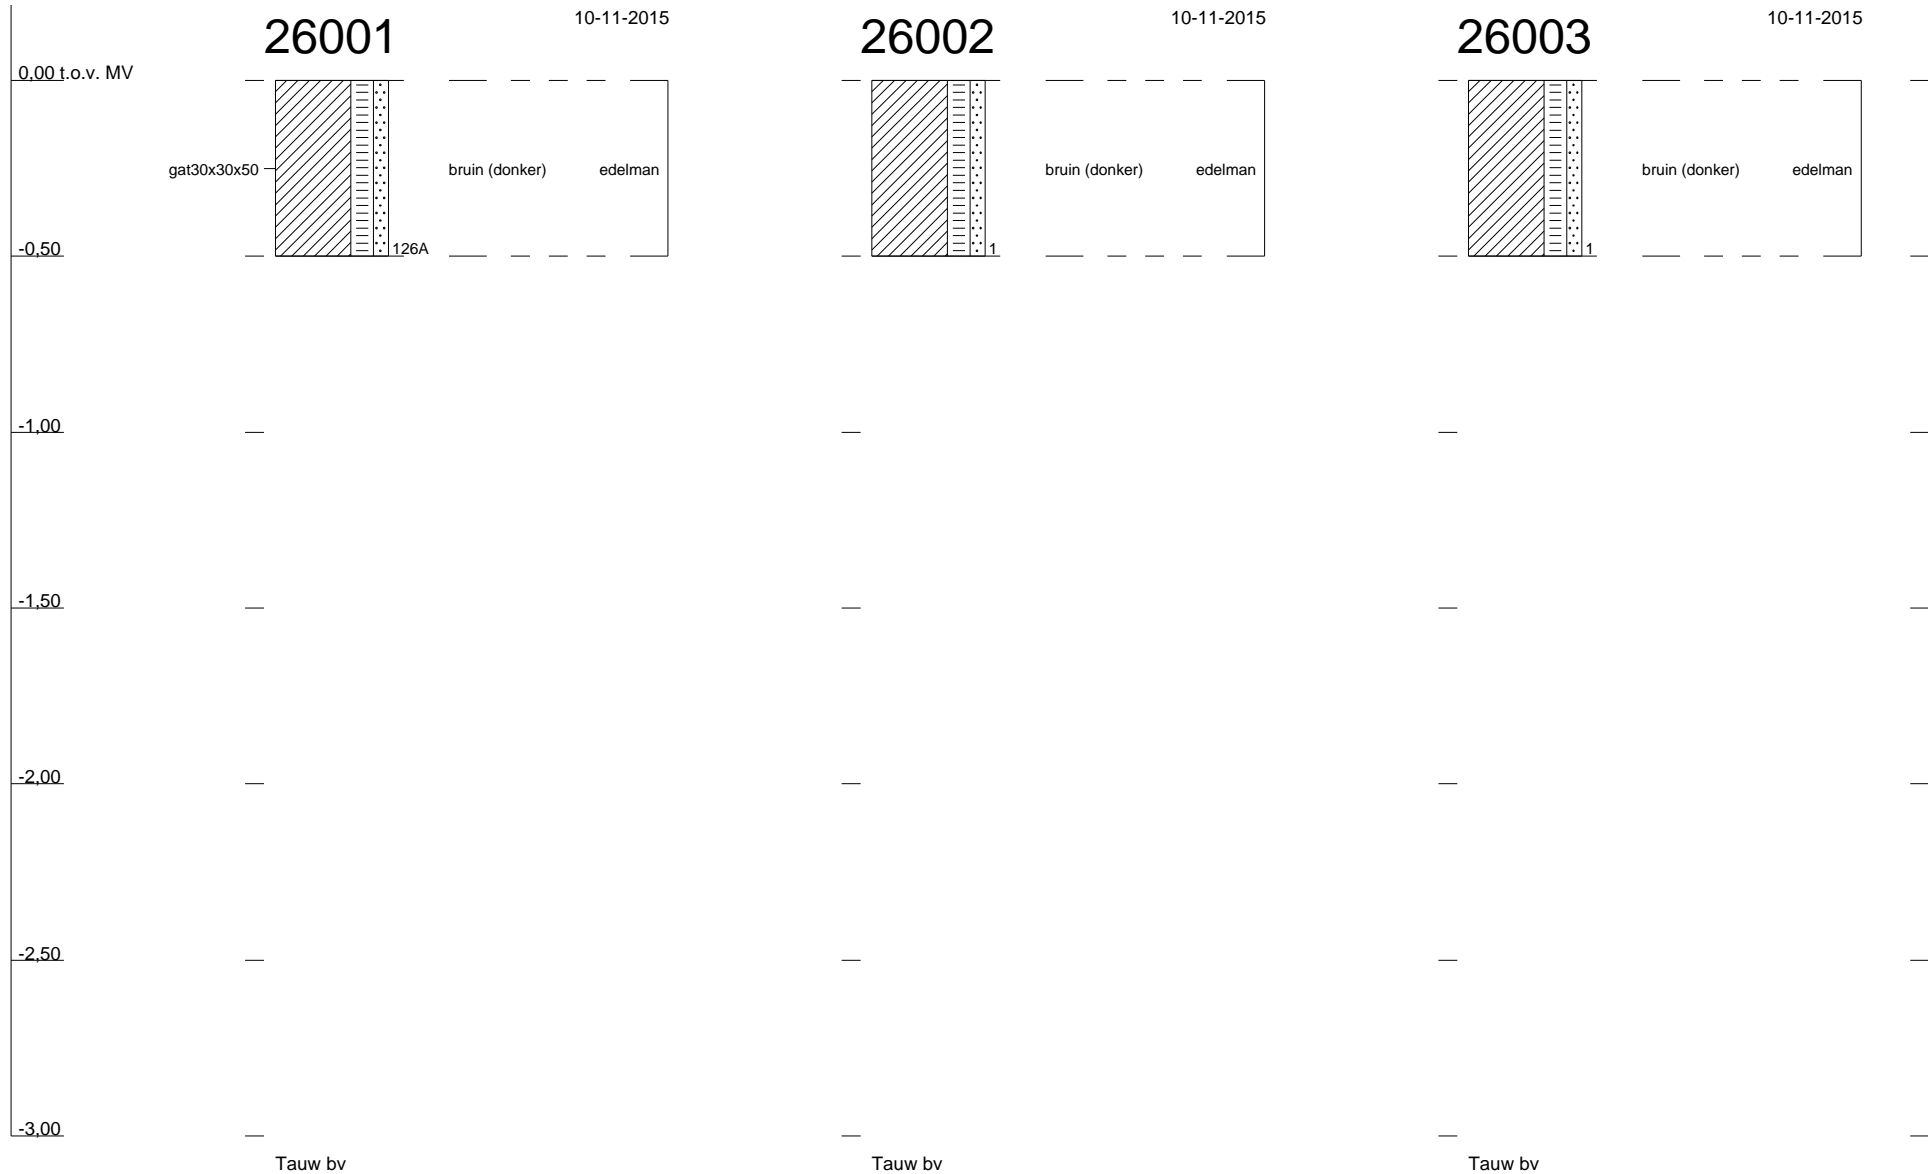 26001 10-11-2015 26002 10-11-2015 26003 10-11-2015
0,00 t.o.v. MV
gat30x30x50 bruin (donker) edelman bruin (donker) edelman bruin (donker) edelman
-0,50 126A 1 1
-1,00
-1,50
-2,00
-2,50
-3,00
Tauw bv Tauw bv Tauw bv